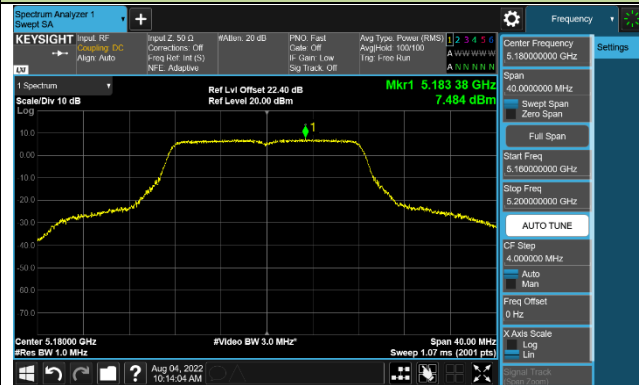 Spectrum Analyzer 1
Swept SA
Frequency
KEYSIGHT
Input: RF
Coupling: DC
Align: Auto
Input Z: 50 Ω
Corrections: Off
Freq Ref: Int (S)
NFE: Adaptive
#Atten: 20 dB
PNO: Fast
Gate: Off
IF Gain: Low
Sig Track: Off
Avg Type: Power (RMS)
Avg|Hold: 100/100
Trig: Free Run
1 2 3 4 5 6
A W W W W W
A N N N N N
LXI
1 Spectrum
Scale/Div 10 dB
Log
Ref Lvl Offset 22.40 dB
Ref Level 20.00 dBm
Mkr1 5.183 38 GHz
7.484 dBm
1
10.0
0.00
-10.0
-20.0
-30.0
-40.0
-50.0
-60.0
-70.0
Center 5.18000 GHz
#Res BW 1.0 MHz
#Video BW 3.0 MHz*
Span 40.00 MHz
Sweep 1.07 ms (2001 pts)
Aug 04, 2022
10:14:04 AM
Center Frequency
5.180000000 GHz
Span
40.0000000 MHz
Swept Span
Zero Span
Full Span
Start Freq
5.160000000 GHz
Stop Freq
5.200000000 GHz
AUTO TUNE
CF Step
4.000000 MHz
Auto
Man
Freq Offset
0 Hz
X Axis Scale
Log
Lin
Signal Track
(Span Zoom)
Settings